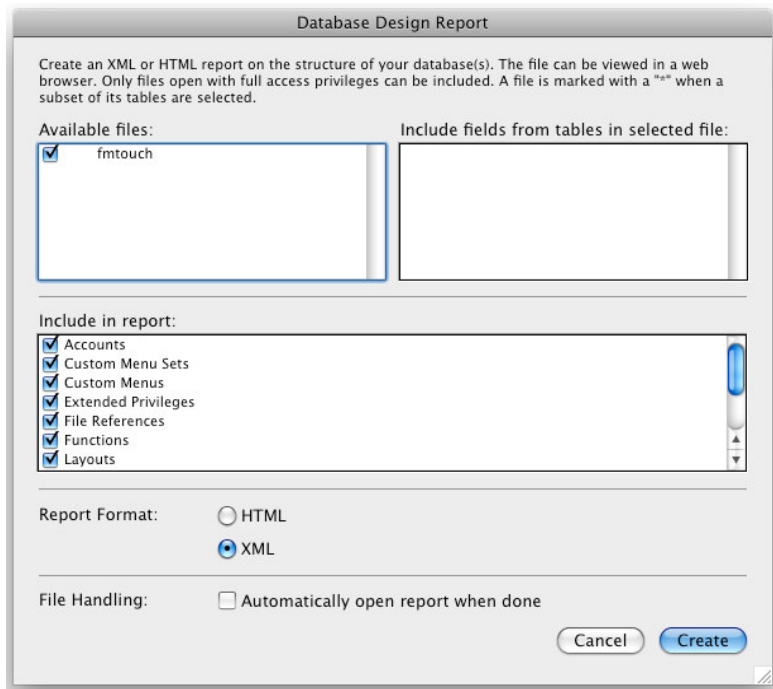 Database Design Report
Create an XML or HTML report on the structure of your database(s). The file can be viewed in a web
browser. Only files open with full access privileges can be included. A file is marked with a "*" when a
subset of its tables are selected.
Available files:
Include fields from tables in selected file:
fmtouch
Include in report:
Accounts
Custom Menu Sets
Custom Menus
Extended Privileges
File References
Functions
Layouts
Report Format:
HTML
XML
File Handling:
Automatically open report when done
Cancel
Create